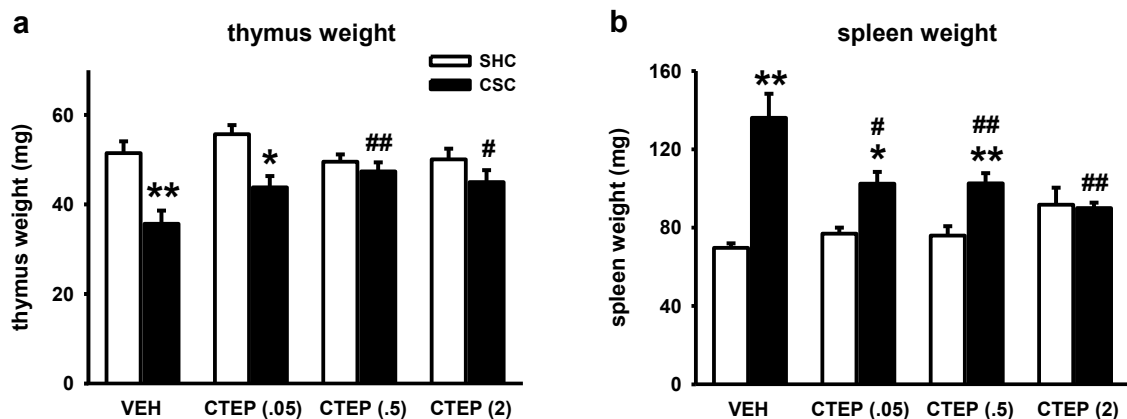 a
thymus weight
SHC
CSC
thymus weight (mg)
60
40
20
0
**
*
##
#
VEH
CTEP (.05)
CTEP (.5)
CTEP (2)
b
spleen weight
spleen weight (mg)
160
120
80
40
0
**
#
*
##
**
##
VEH
CTEP (.05)
CTEP (.5)
CTEP (2)